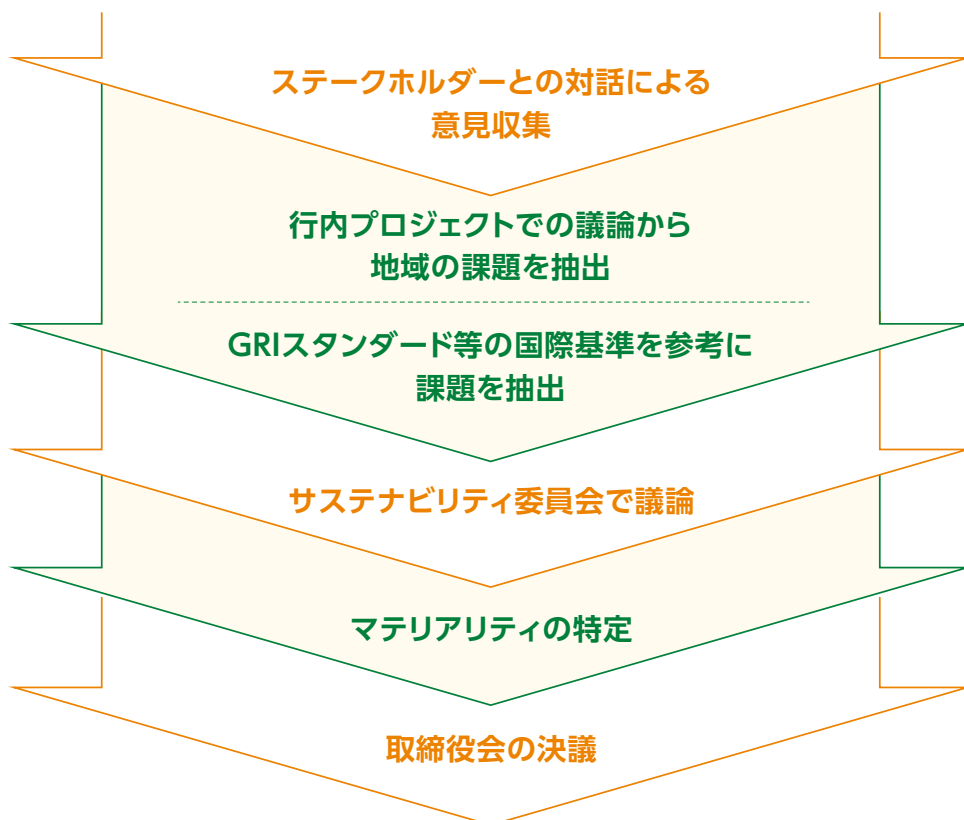 ステークホルダーとの対話による
意見収集
行内プロジェクトでの議論から
地域の課題を抽出
GRIスタンダード等の国際基準を参考に
課題を抽出
サステナビリティ委員会で議論
マテリアリティの特定
取締役会の決議